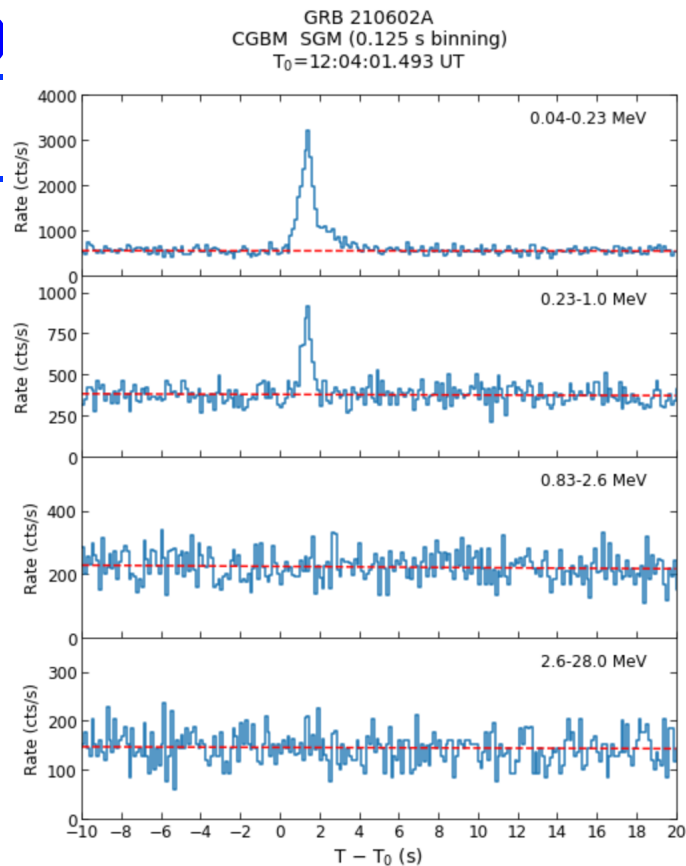 GRB 210602A
CGBM SGM (0.125 s binning)
T₀=12:04:01.493 UT
4000
3000
2000
1000
0
Rate (cts/s)
0.04-0.23 MeV
1000
750
500
250
0
Rate (cts/s)
0.23-1.0 MeV
400
200
0
Rate (cts/s)
0.83-2.6 MeV
300
200
100
0
Rate (cts/s)
2.6-28.0 MeV
−10 −8 −6 −4 −2 0 2 4 6 8 10 12 14 16 18 20
T − T₀ (s)